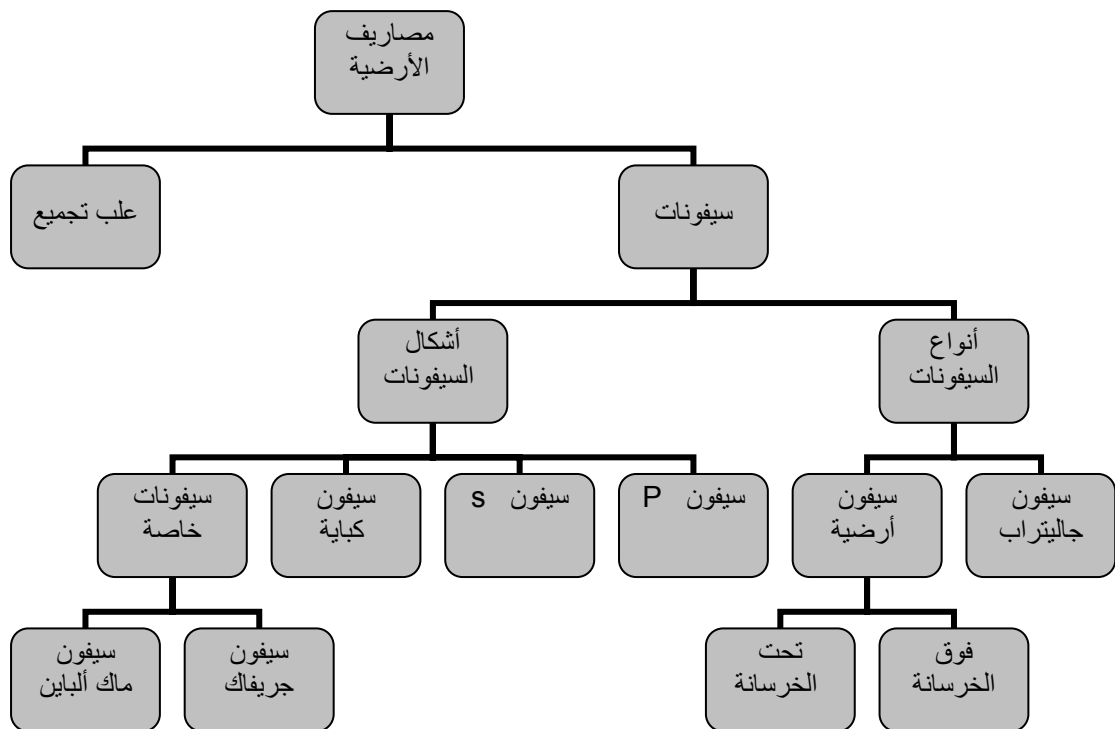 مصاريف
الأرضية
سيفونات
علب تجميع
أنواع
السيفونات
أشكال
السيفونات
سيفون
جاليتراب
سيفون
أرضية
سيفون P
سيفون s
سيفون
كباية
سيفونات
خاصة
فوق
الخرسانة
تحت
الخرسانة
سيفون
جريفاك
سيفون
ماك ألباين